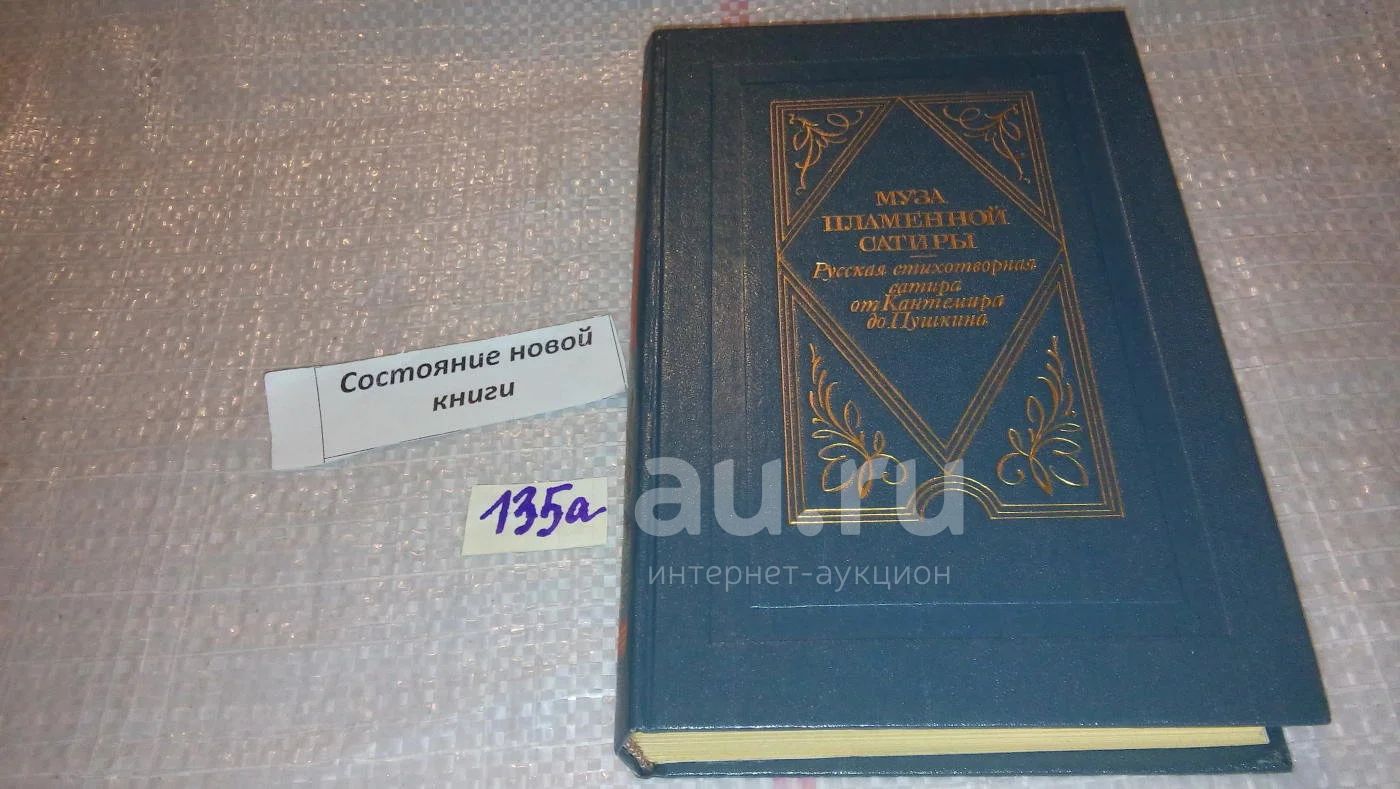 МУЗА
ПЛАМЕННОЙ
САТИРЫ
Русская стихотворная
сатира
от Кантемира
до Пушкина
Состояние новой
книги
135а
au.ru
интернет-аукцион